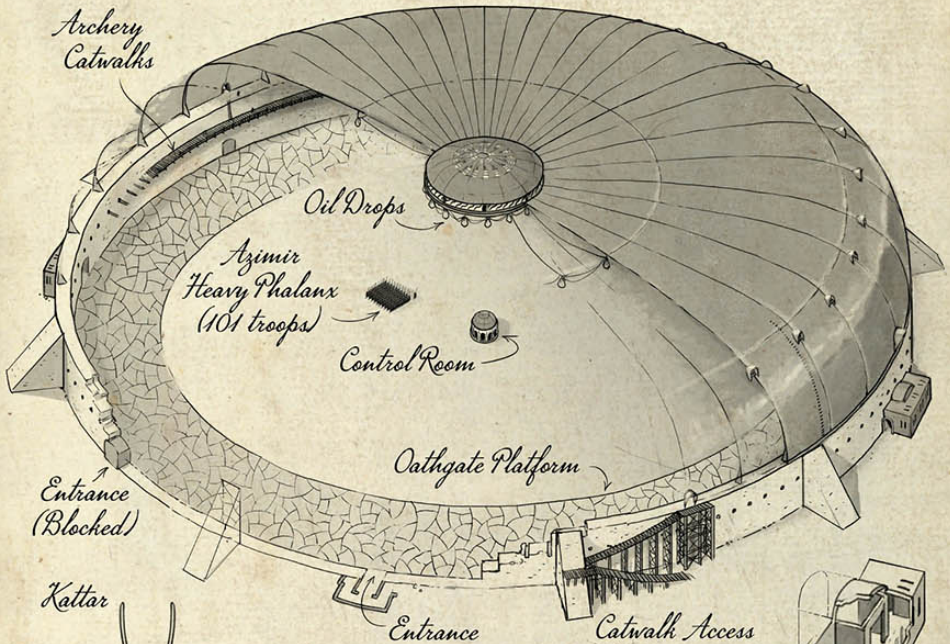 Archery
Catwalks
Oil Drops
Azimir
Heavy Phalanx
(101 troops)
Control Room
Oathgate Platform
Entrance
(Blocked)
Kattar
Entrance
Catwalk Access